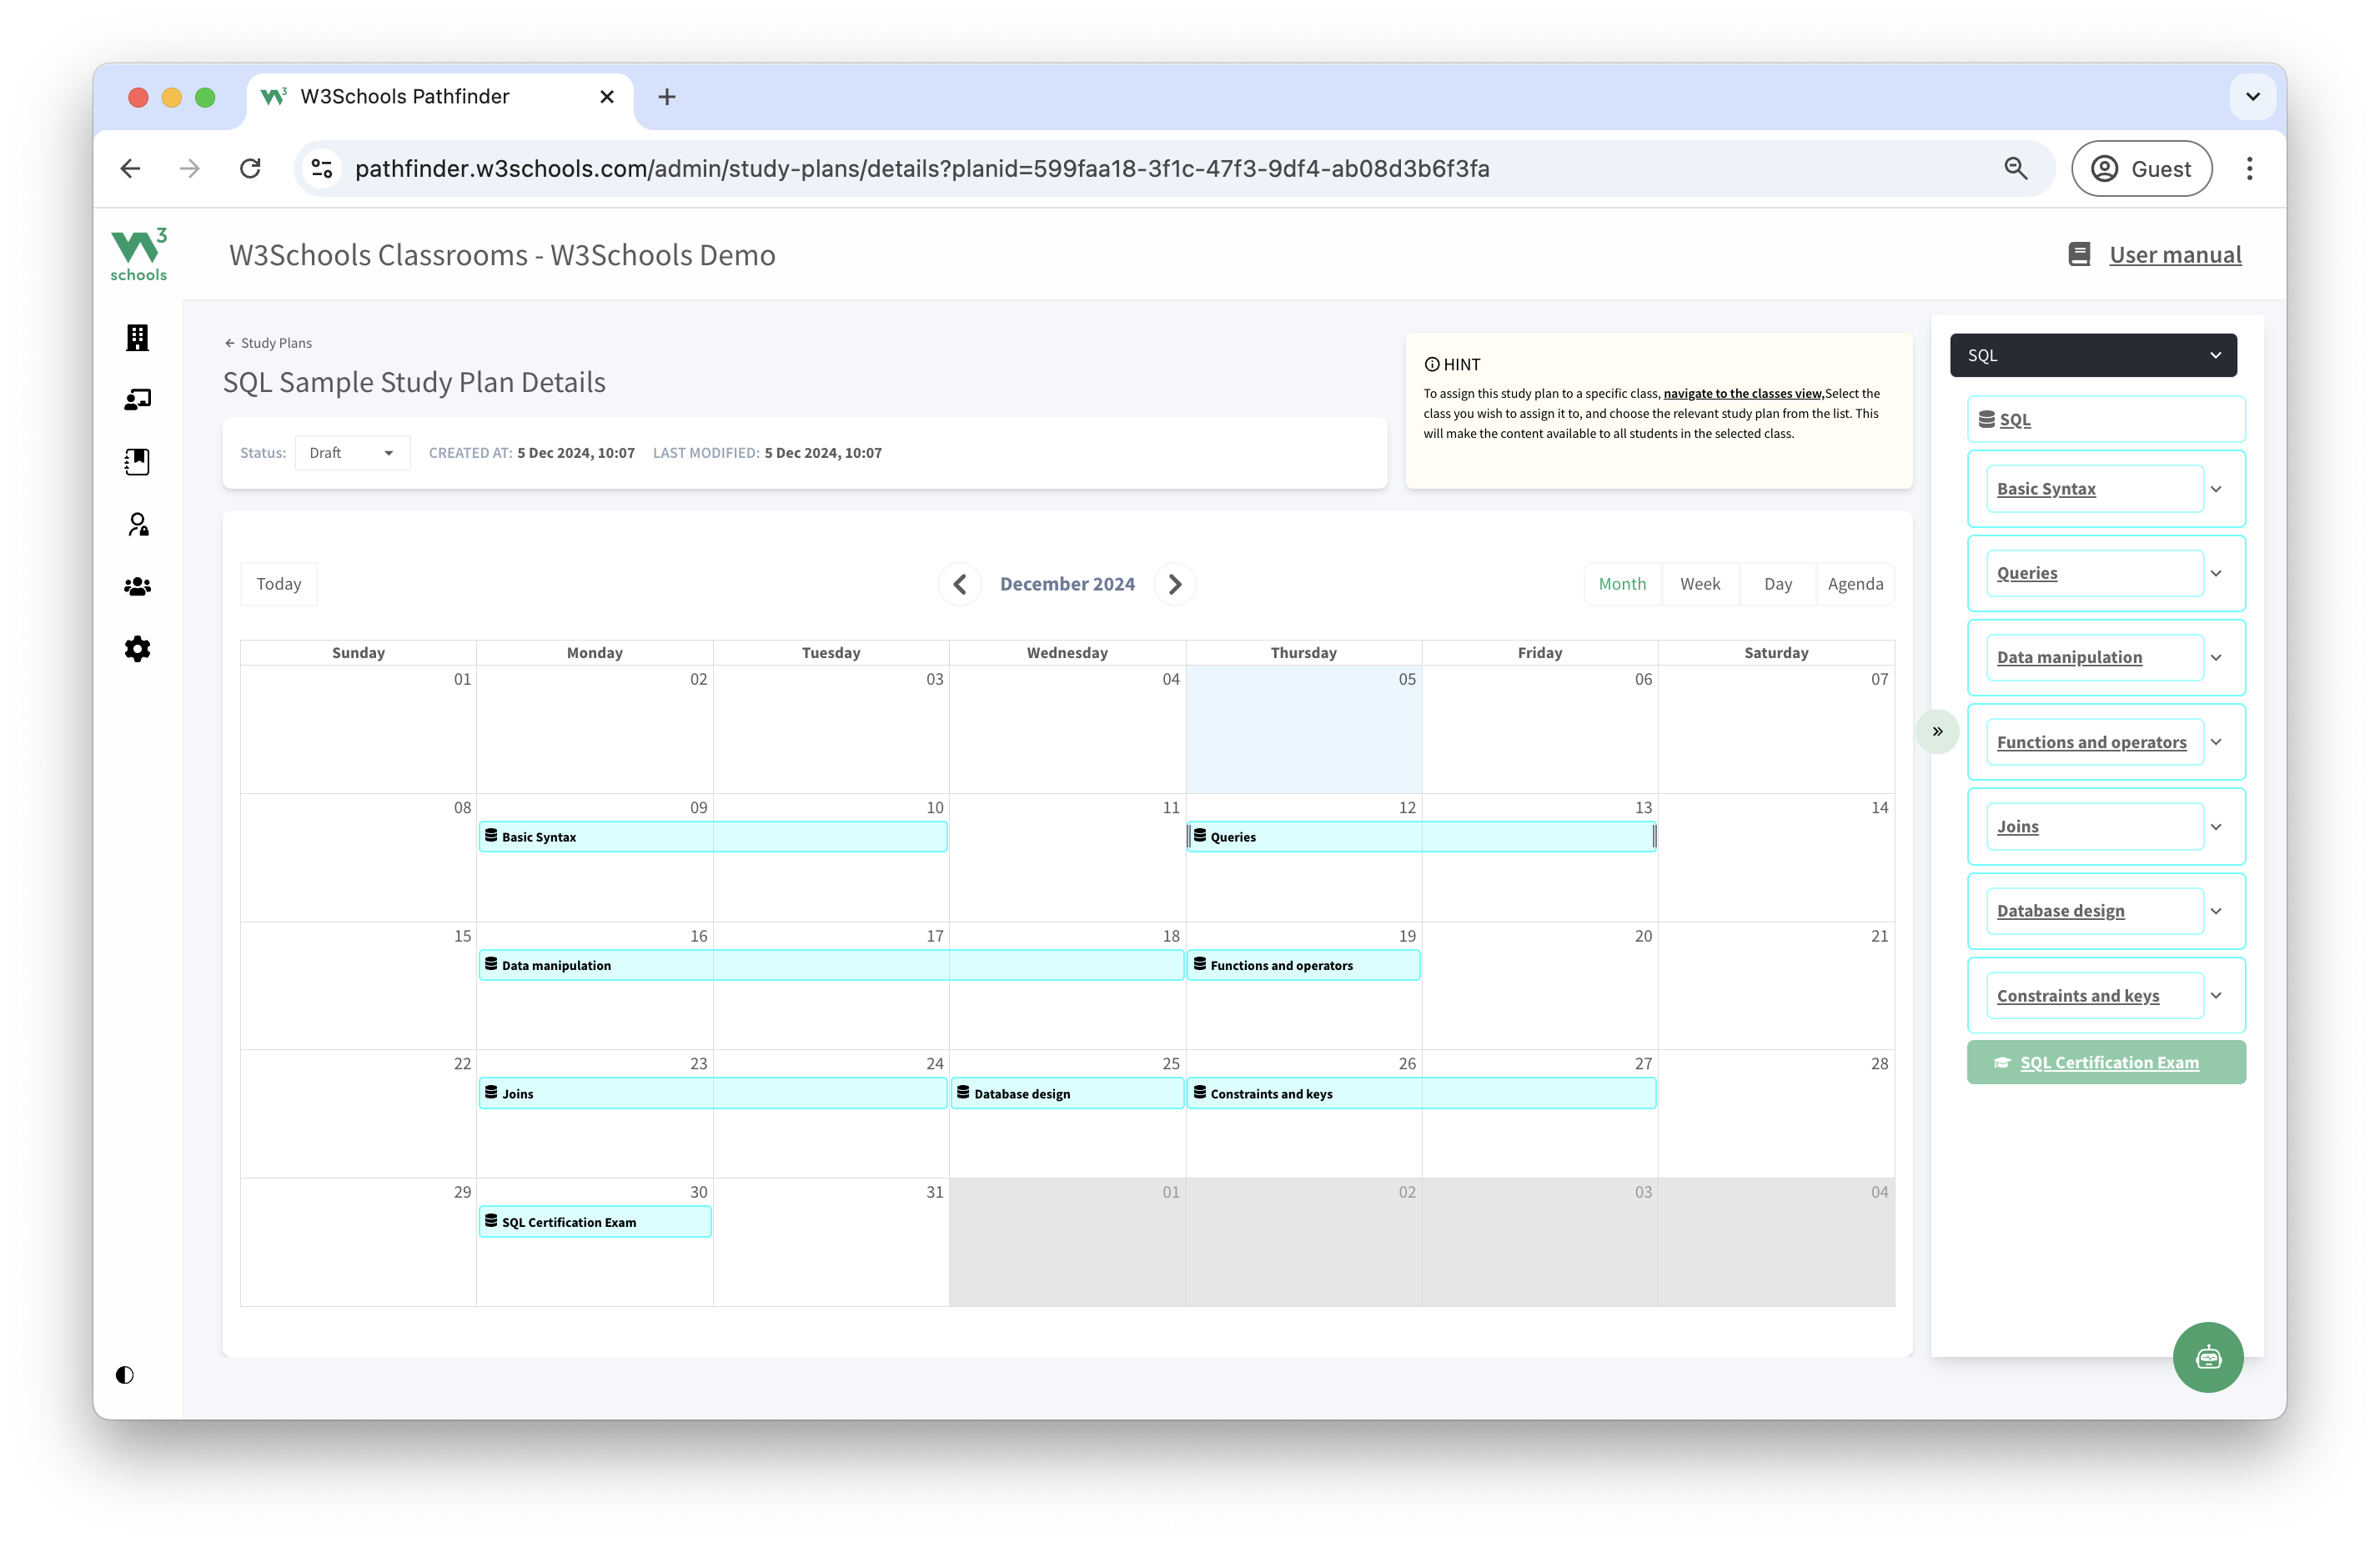 W3Schools Pathfinder
pathfinder.w3schools.com/admin/study-plans/details?planid=599faa18-3f1c-47f3-9df4-ab08d3b6f3fa
Guest
3
schools
W3Schools Classrooms - W3Schools Demo
User manual
Study Plans
SQL Sample Study Plan Details
Status: Draft CREATED AT: 5 Dec 2024, 10:07 LAST MODIFIED: 5 Dec 2024, 10:07
HINT
To assign this study plan to a specific class, navigate to the classes view,Select the
class you wish to assign it to, and choose the relevant study plan from the list. This
will make the content available to all students in the selected class.
Today
December 2024
Month Week Day Agenda
Sunday Monday Tuesday Wednesday Thursday Friday Saturday
01 02 03 04 05 06 07
08 09 10 11 12 13 14
Basic Syntax Queries
15 16 17 18 19 20 21
Data manipulation Functions and operators
22 23 24 25 26 27 28
Joins Database design Constraints and keys
29 30 31 01 02 03 04
SQL Certification Exam
SQL
SQL
Basic Syntax
Queries
Data manipulation
Functions and operators
Joins
Database design
Constraints and keys
SQL Certification Exam